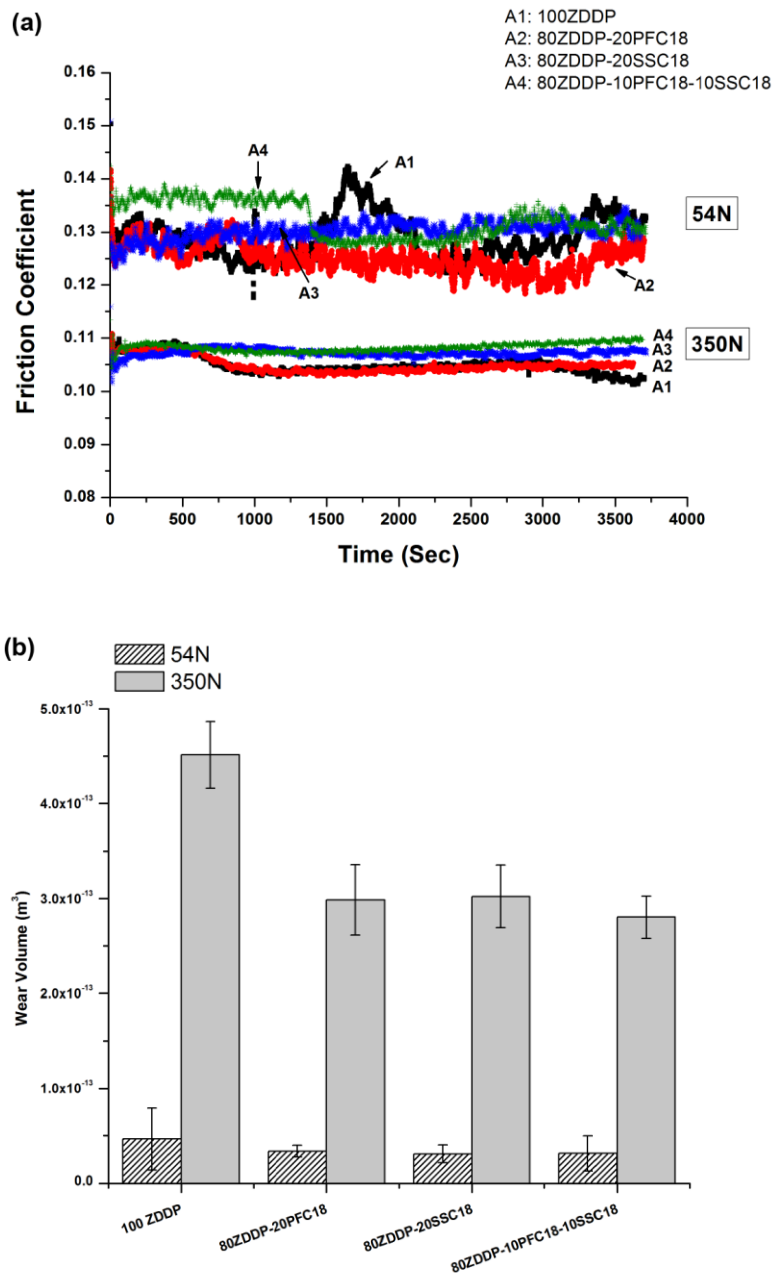 (a)
A1: 100ZDDP
A2: 80ZDDP-20PFC18
A3: 80ZDDP-20SSC18
A4: 80ZDDP-10PFC18-10SSC18
0.16
0.15
0.14
0.13
0.12
0.11
0.10
0.09
0.08
Friction Coefficient
A4
A1
A3
A2
54N
A4
A3
A2
A1
350N
0 500 1000 1500 2000 2500 3000 3500 4000
Time (Sec)
(b)
54N
350N
5.0x10⁻¹³
4.0x10⁻¹³
3.0x10⁻¹³
2.0x10⁻¹³
1.0x10⁻¹³
0.0
Wear Volume (m³)
100 ZDDP
80ZDDP-20PFC18
80ZDDP-20SSC18
80ZDDP-10PFC18-10SSC18